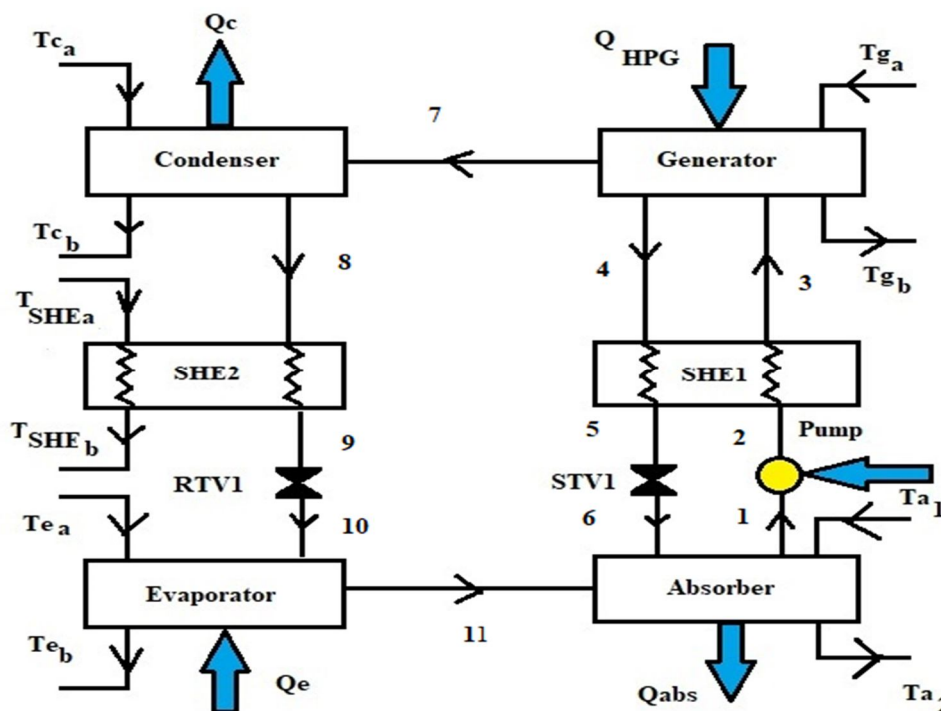 Qc
Q HPG
Tc a
Tg a
7
Condenser
Generator
Tc b
8
4
3
Tg b
T SHEa
SHE2
SHE1
T SHE b
9
5
2
Pump
RTV1
STV1
Te a
10
6
1
Ta 1
Evaporator
Absorber
11
Te b
Qe
Qabs
Ta